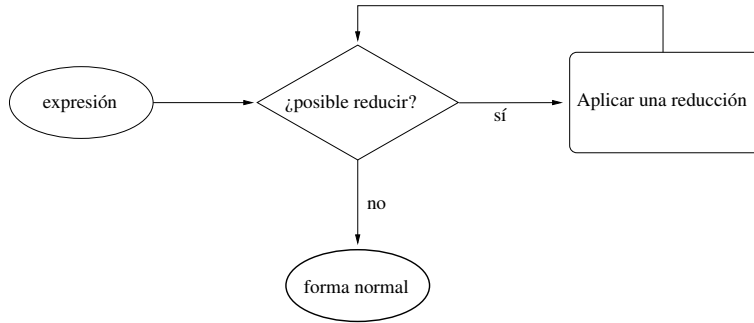 expresión
¿posible reducir?
sí
Aplicar una reducción
no
forma normal